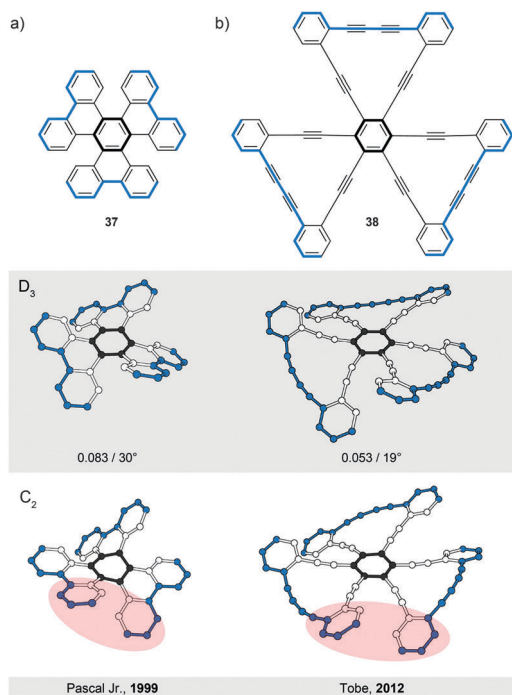 a)
b)
37
38
D3
0.083 / 30°
0.053 / 19°
C2
Pascal Jr., 1999
Tobe, 2012